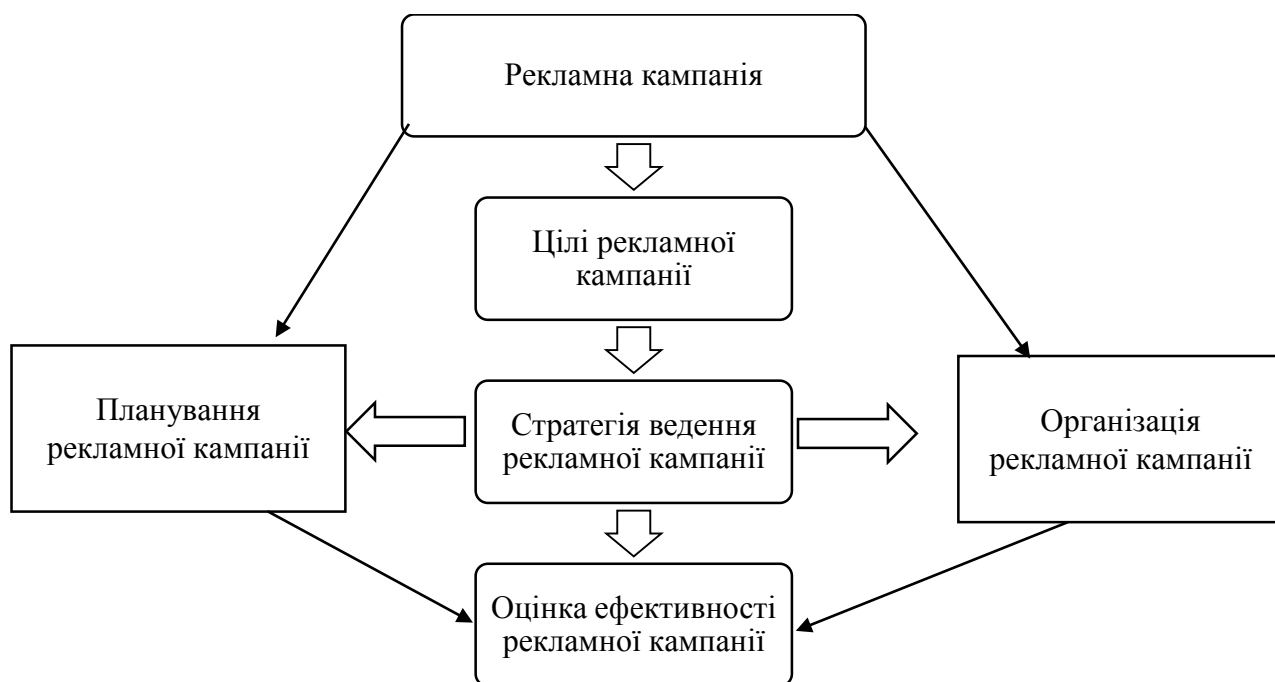 Рекламна кампанія
Цілі рекламної
кампанії
Планування
рекламної кампанії
Стратегія ведення
рекламної кампанії
Організація
рекламної кампанії
Оцінка ефективності
рекламної кампанії